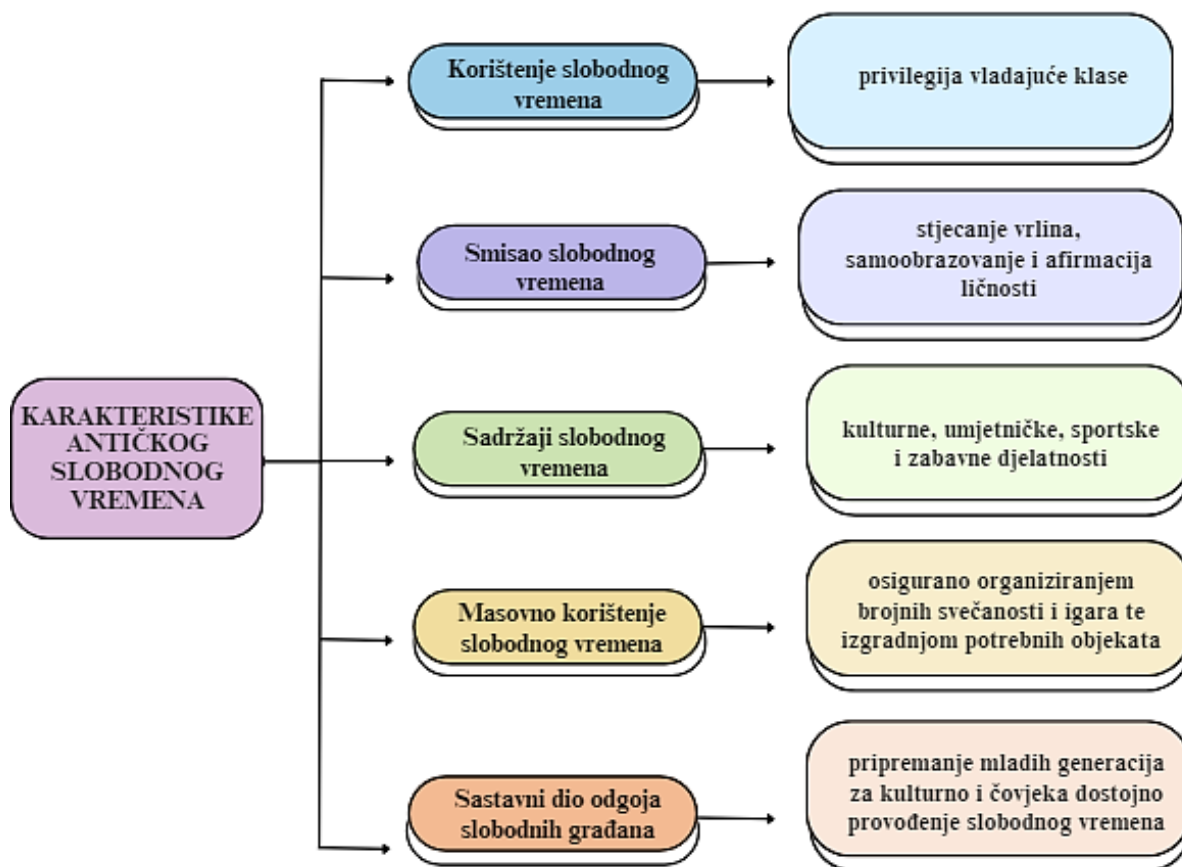 KARAKTERISTIKE
ANTIČKOG
SLOBODNOG
VREMENA
Korištenje slobodnog
vremena
privilegija vladajuće klase
Smisao slobodnog
vremena
stjecanje vrlina,
samoobrazovanje i afirmacija
ličnosti
Sadržaji slobodnog
vremena
kulturne, umjetničke, sportske
i zabavne djelatnosti
Masovno korištenje
slobodnog vremena
osigurano organiziranjem
brojnih svečanosti i igara te
izgradnjom potrebnih objekata
Sastavni dio odgoja
slobodnih građana
pripremanje mladih generacija
za kulturno i čovjeka dostojno
provođenje slobodnog vremena